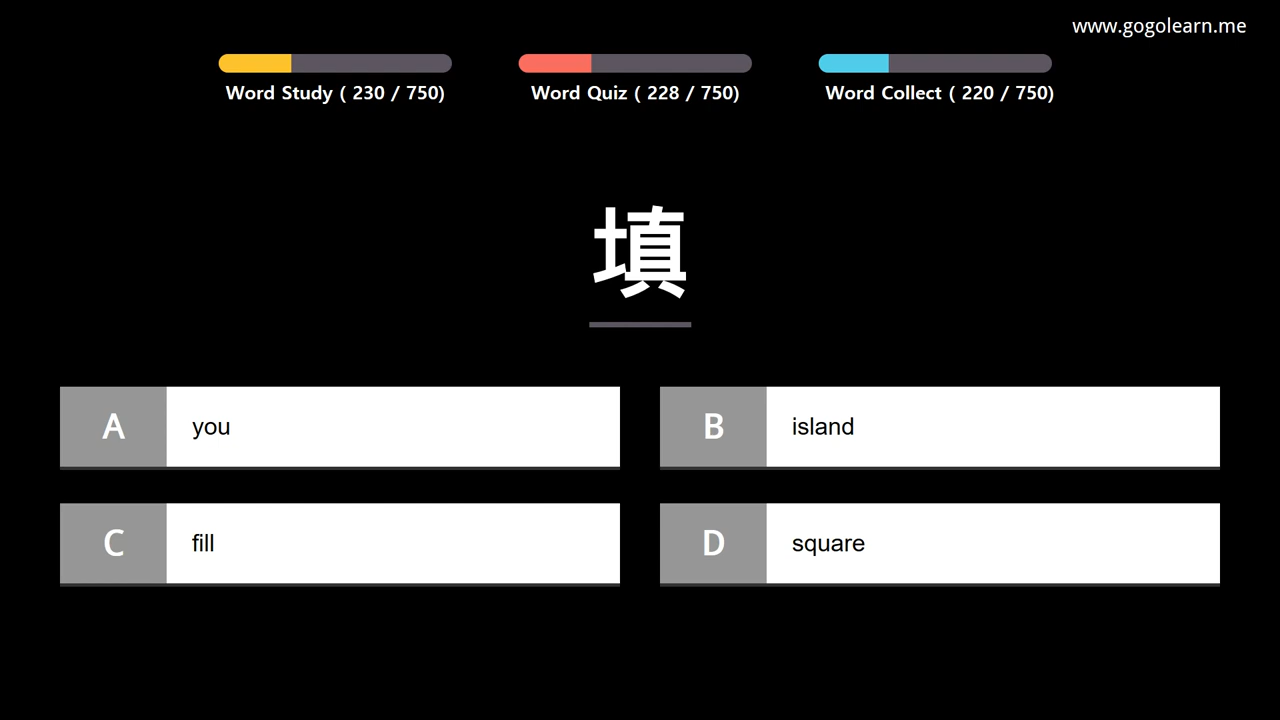 www.gogolearn.me
Word Study ( 230 / 750)
Word Quiz ( 228 / 750)
Word Collect ( 220 / 750)
填
A
you
B
island
C
fill
D
square